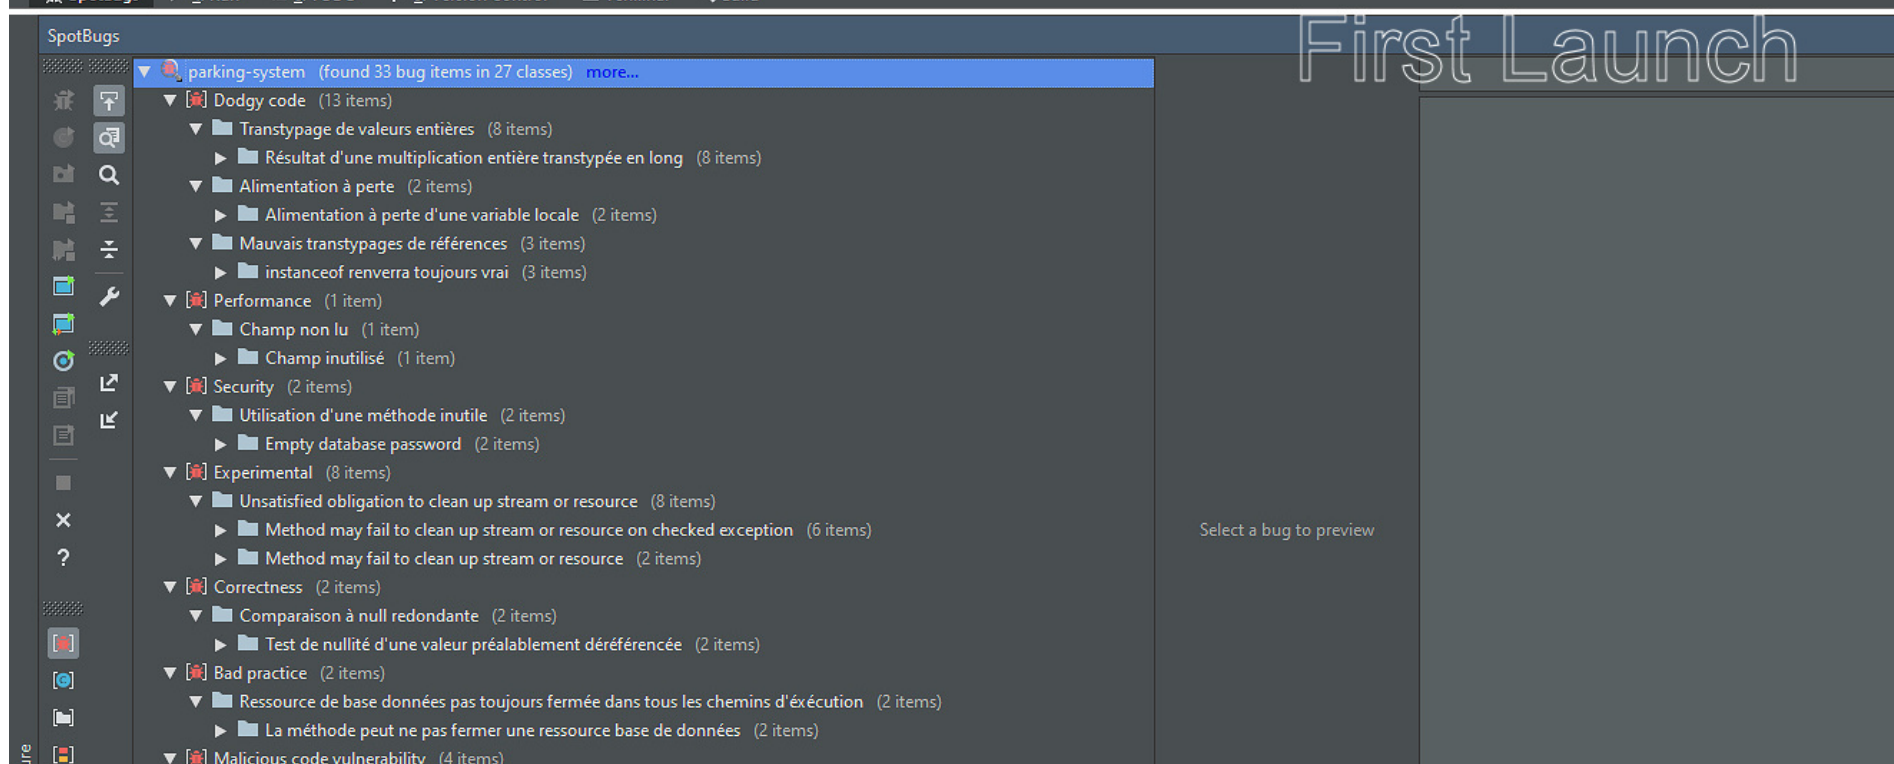 SpotBugs
First Launch
parking-system (found 33 bug items in 27 classes) more...
Dodgy code (13 items)
Transtypage de valeurs entières (8 items)
Résultat d'une multiplication entière transtypée en long (8 items)
Alimentation à perte (2 items)
Alimentation à perte d'une variable locale (2 items)
Mauvais transtypages de références (3 items)
instanceof renverra toujours vrai (3 items)
Performance (1 item)
Champ non lu (1 item)
Champ inutilisé (1 item)
Security (2 items)
Utilisation d'une méthode inutile (2 items)
Empty database password (2 items)
Experimental (8 items)
Unsatisfied obligation to clean up stream or resource (8 items)
Method may fail to clean up stream or resource on checked exception (6 items)
Select a bug to preview
Method may fail to clean up stream or resource (2 items)
Correctness (2 items)
Comparaison à null redondante (2 items)
Test de nullité d'une valeur préalablement déréférencée (2 items)
Bad practice (2 items)
Ressource de base données pas toujours fermée dans tous les chemins d'éxécution (2 items)
La méthode peut ne pas fermer une ressource base de données (2 items)
Malicious code vulnerability (4 items)